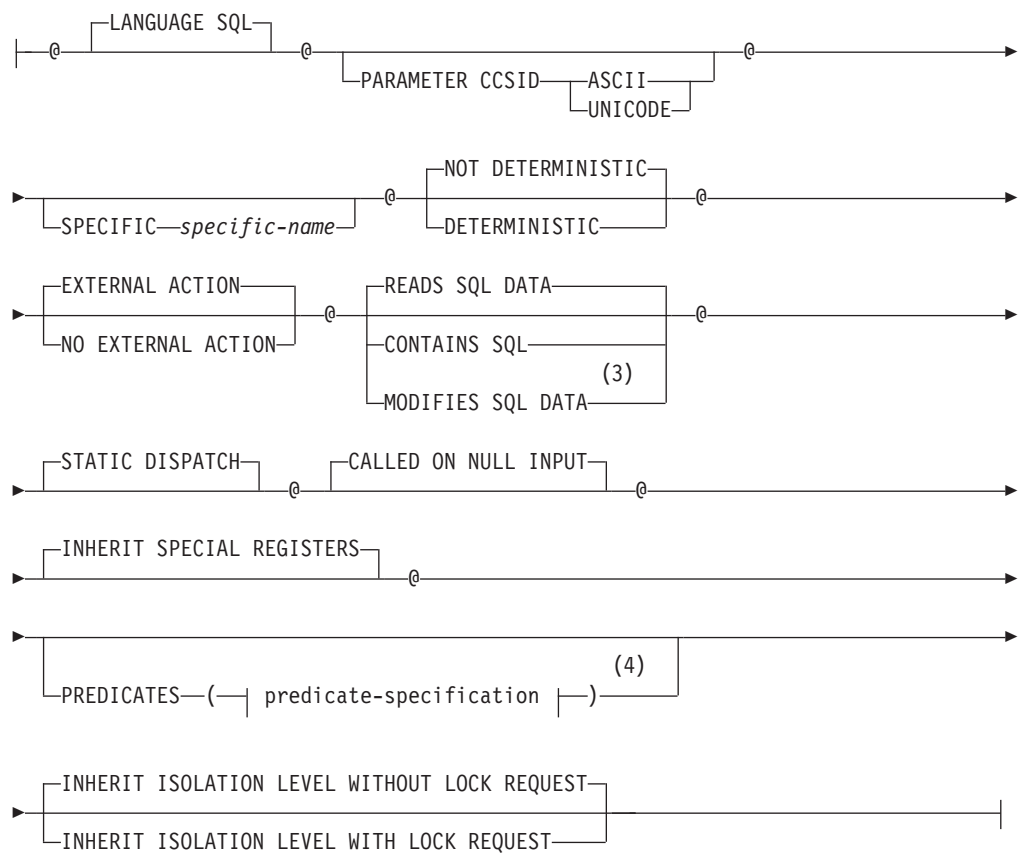 LANGUAGE SQL
@ @ @
PARAMETER CCSID ASCII
UNICODE
NOT DETERMINISTIC
@ @
SPECIFIC specific-name DETERMINISTIC
EXTERNAL ACTION READS SQL DATA
@ @
NO EXTERNAL ACTION CONTAINS SQL
(3)
MODIFIES SQL DATA
STATIC DISPATCH CALLED ON NULL INPUT
@ @
INHERIT SPECIAL REGISTERS
@
(4)
PREDICATES ( predicate-specification )
INHERIT ISOLATION LEVEL WITHOUT LOCK REQUEST
INHERIT ISOLATION LEVEL WITH LOCK REQUEST